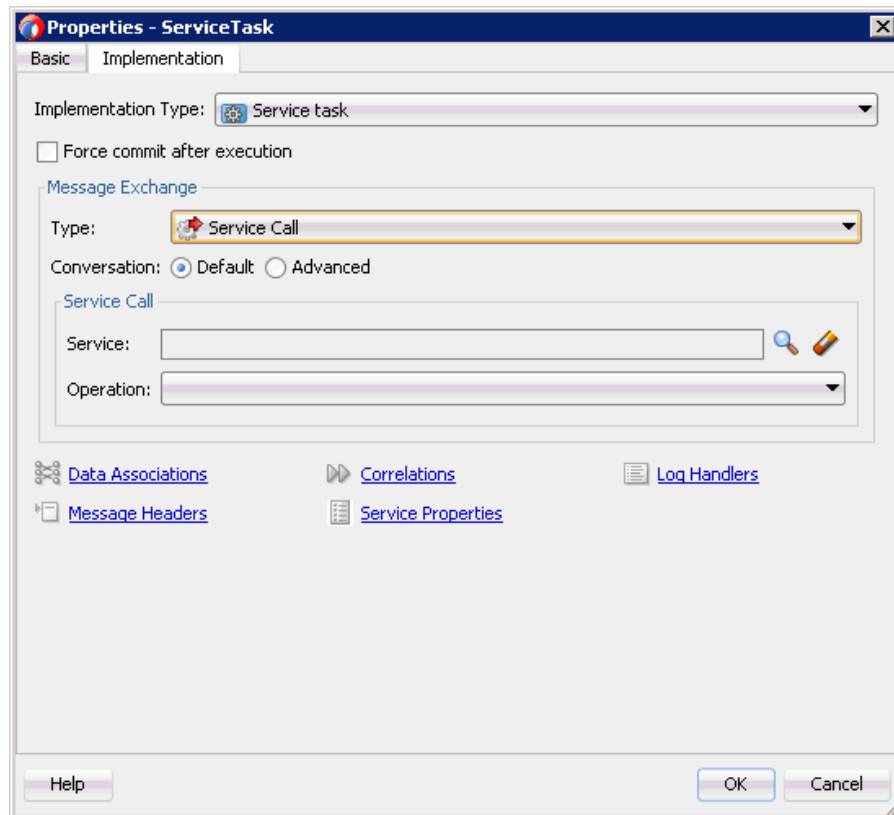 Properties - ServiceTask
Basic Implementation
Implementation Type: Service task
Force commit after execution
Message Exchange
Type: Service Call
Conversation: Default Advanced
Service Call
Service:
Operation:
Data Associations Correlations Log Handlers
Message Headers Service Properties
Help OK Cancel